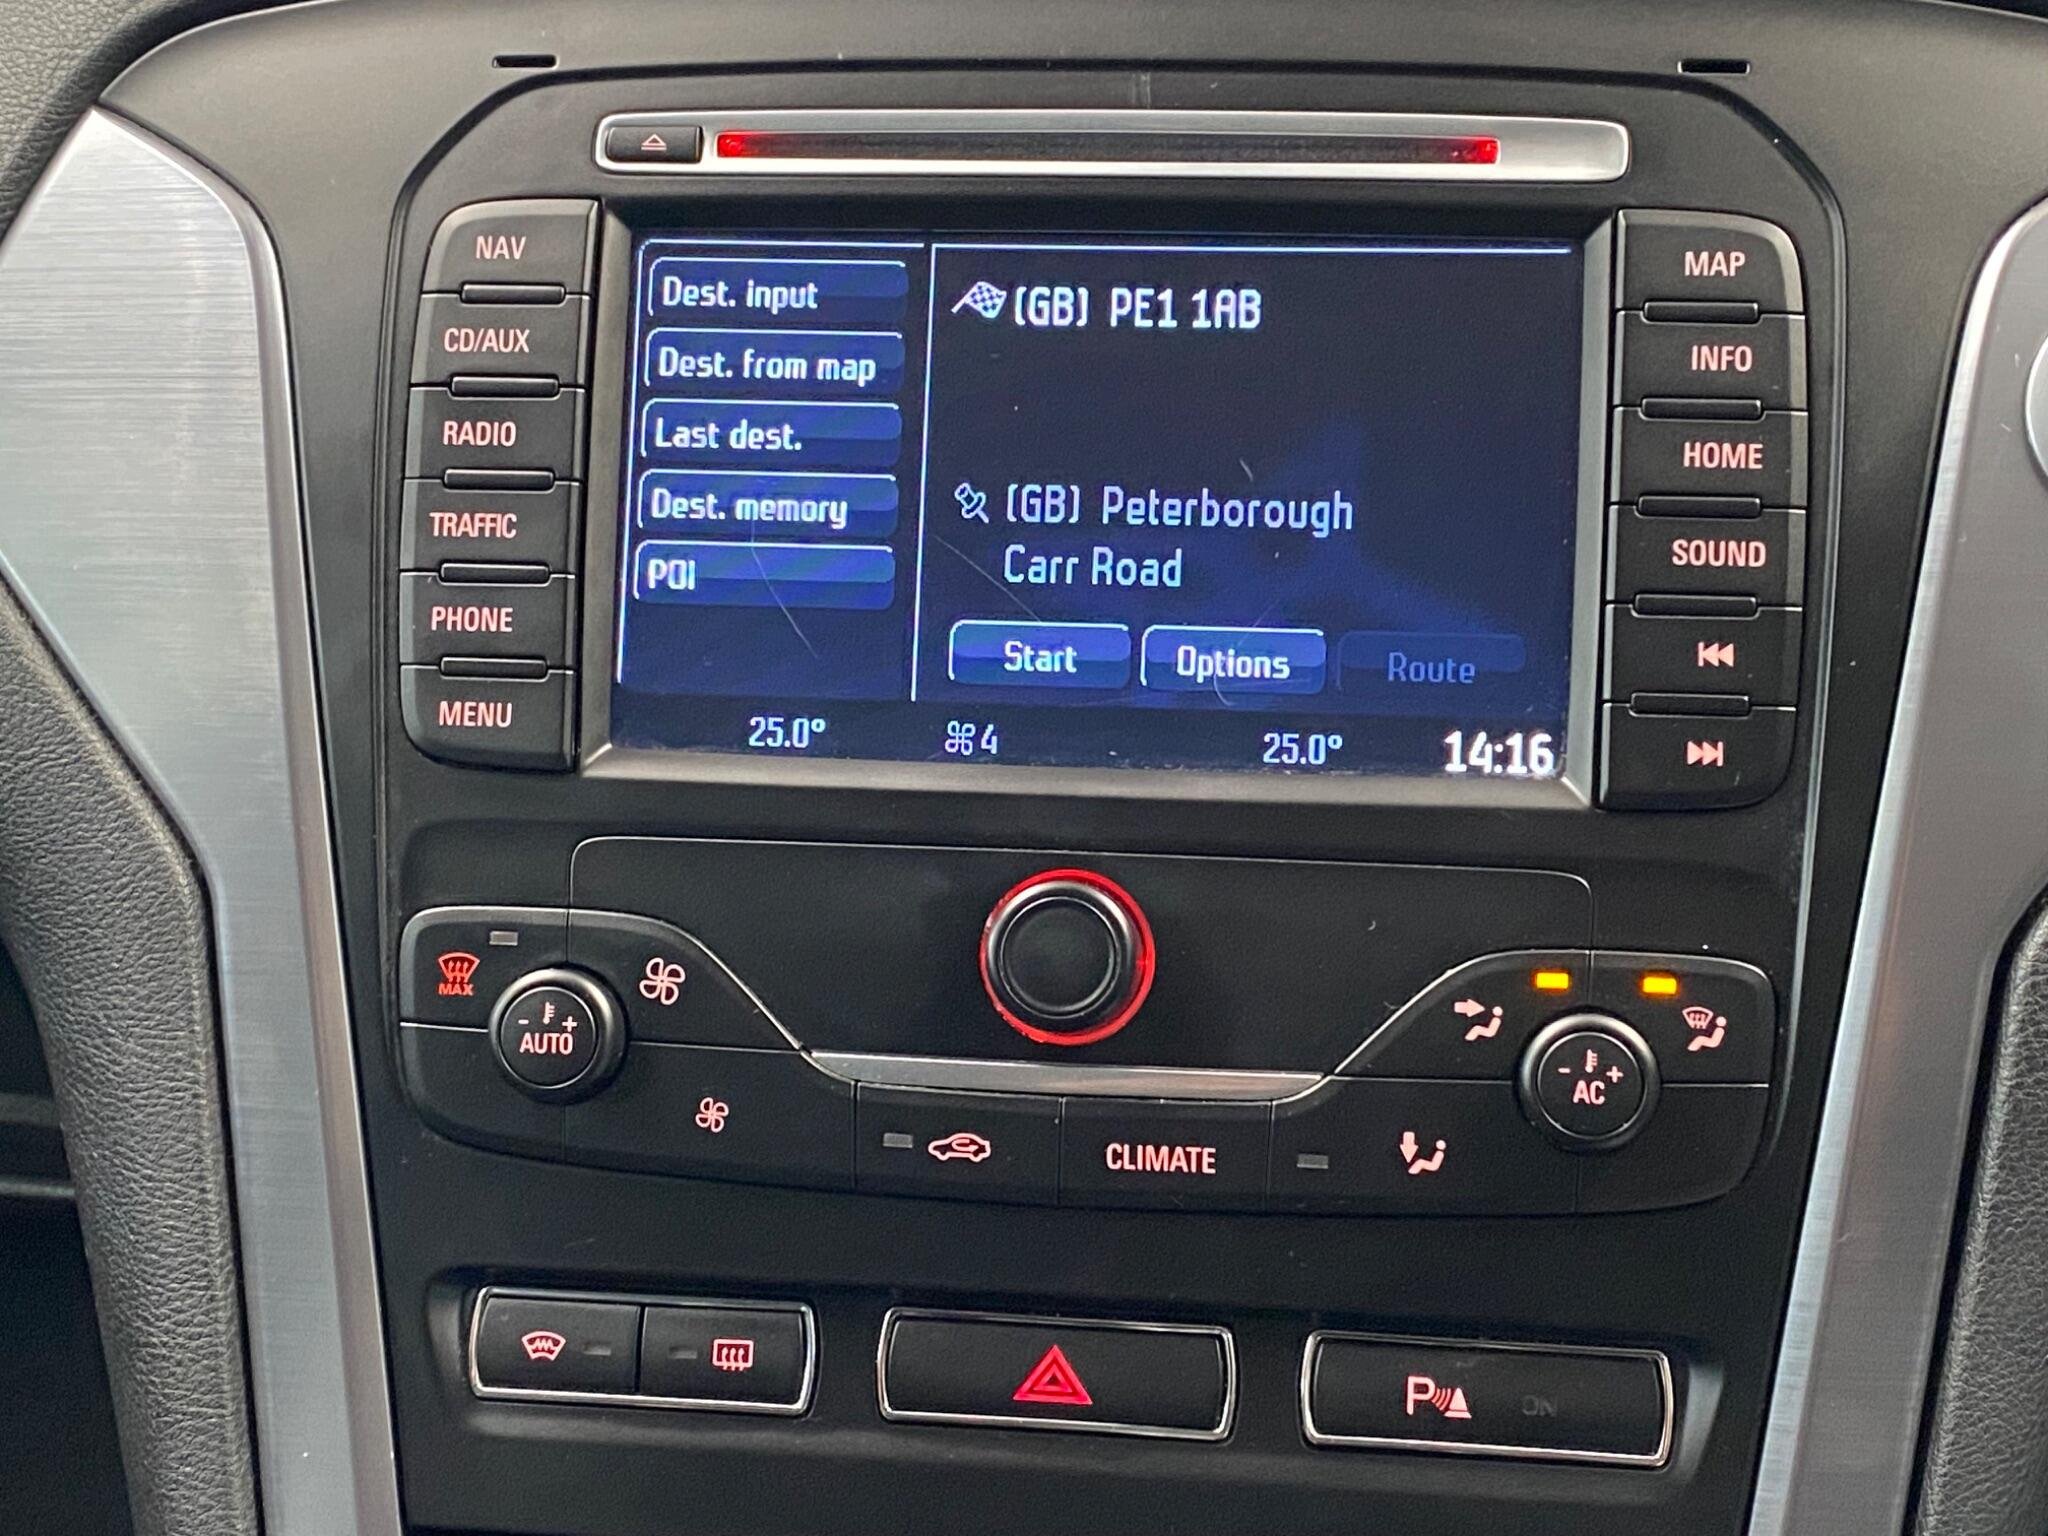 NAV
CD/AUX
RADIO
TRAFFIC
PHONE
MENU
Dest. input
Dest. from map
Last dest.
Dest. memory
POI
(GB) PE1 1AB
(GB) Peterborough
Carr Road
Start
Options
Route
25.0°
4
25.0°
14:16
MAP
INFO
HOME
SOUND
MAX
- +
AUTO
- +
AC
CLIMATE
P
ON